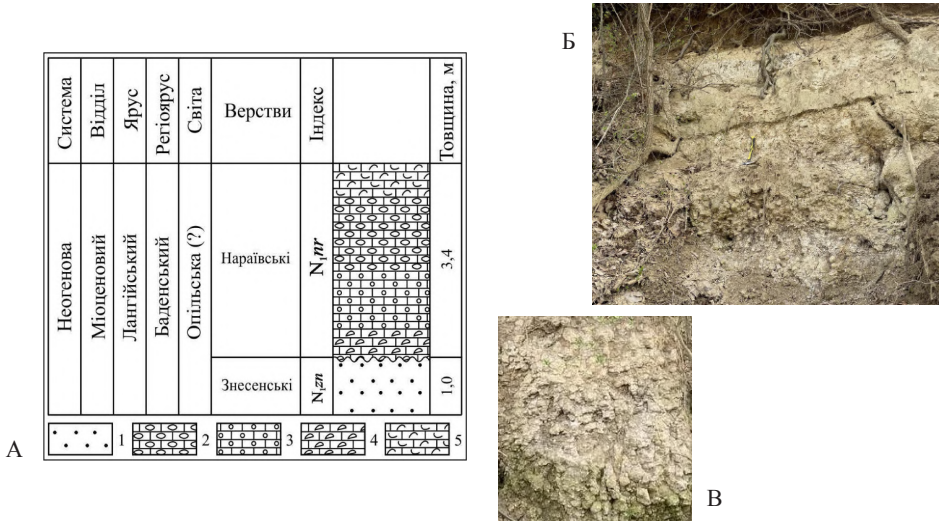 Б
Система
Відділ
Ярус
Регіоярус
Світа
Верстви
Індекс
Товщина, м
Неогенова
Міоценовий
Лангійський
Баденський
Опільська (?)
Нараївські
N₁nr
3,4
Знесенські
N₁zn
1,0
1
2
3
4
5
А
В